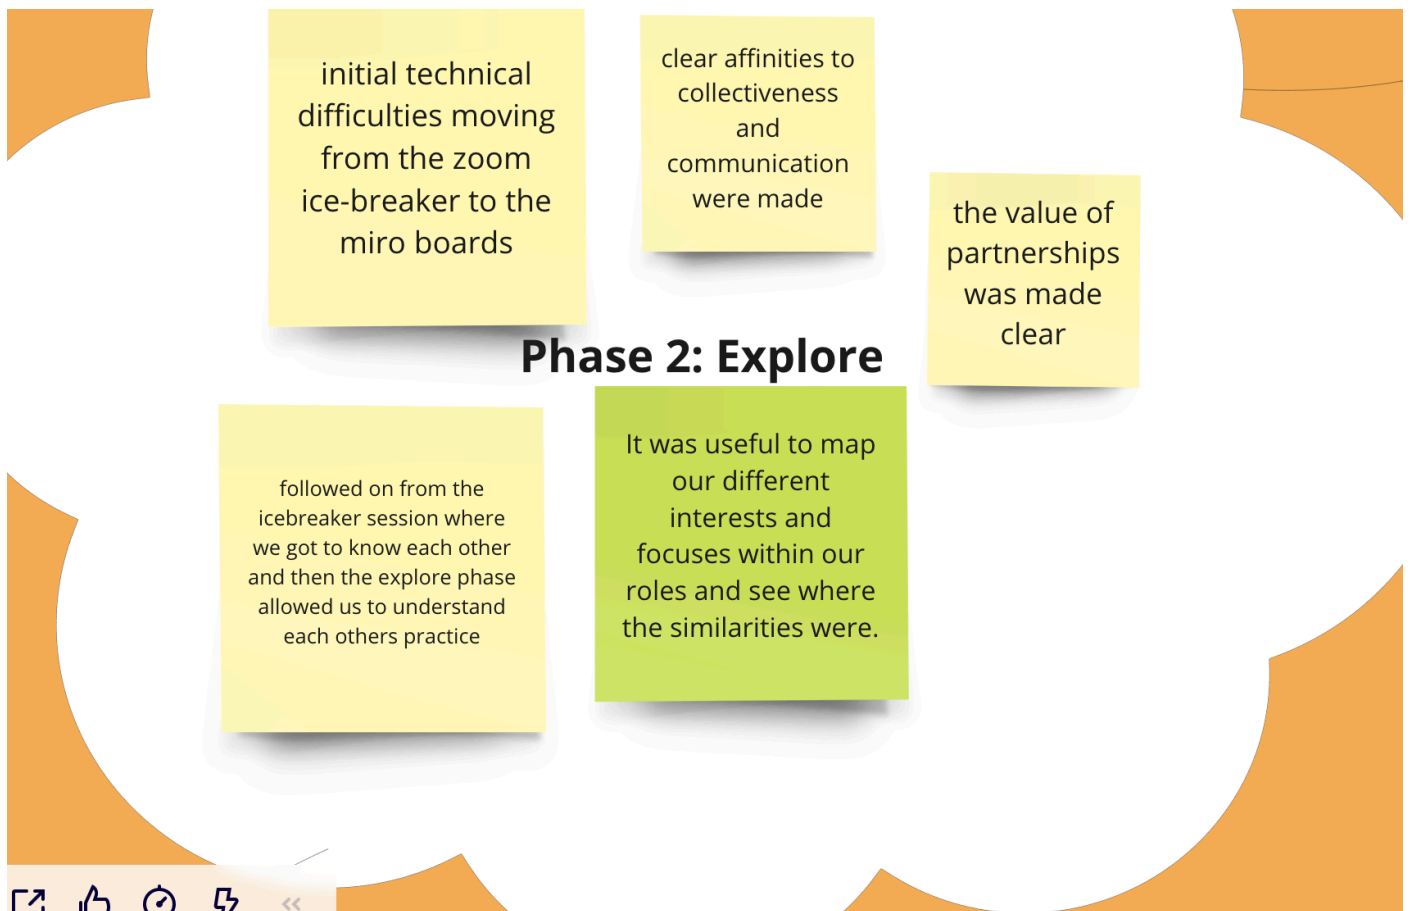 initial technical
difficulties moving
from the zoom
ice-breaker to the
miro boards
clear affinities to
collectiveness
and
communication
were made
the value of
partnerships
was made
clear
Phase 2: Explore
followed on from the
icebreaker session where
we got to know each other
and then the explore phase
allowed us to understand
each others practice
It was useful to map
our different
interests and
focuses within our
roles and see where
the similarities were.